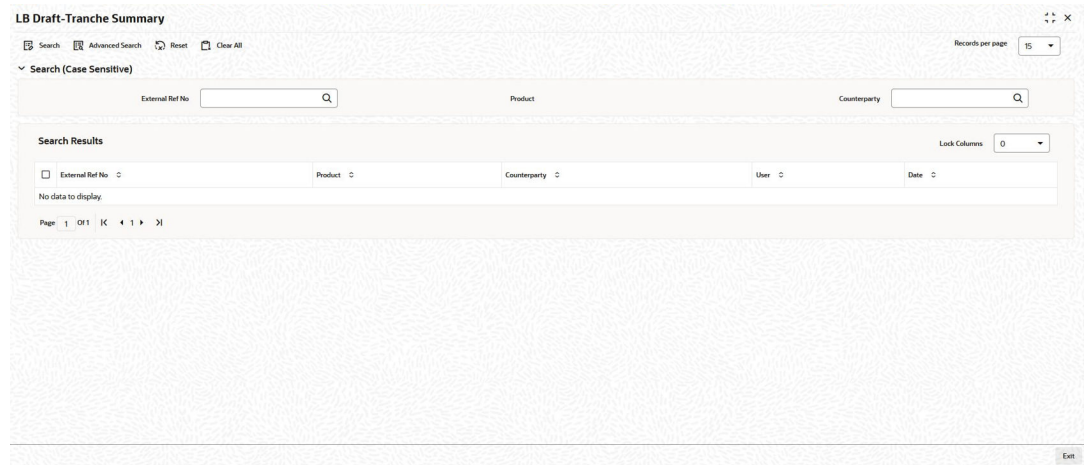 LB Draft-Tranche Summary
Search Advanced Search Reset Clear All Records per page 15
Search (Case Sensitive)
External Ref No Product Counterparty
Search Results Lock Columns 0
External Ref No Product Counterparty User Date
No data to display.
Page 1 Of 1 1
Exit